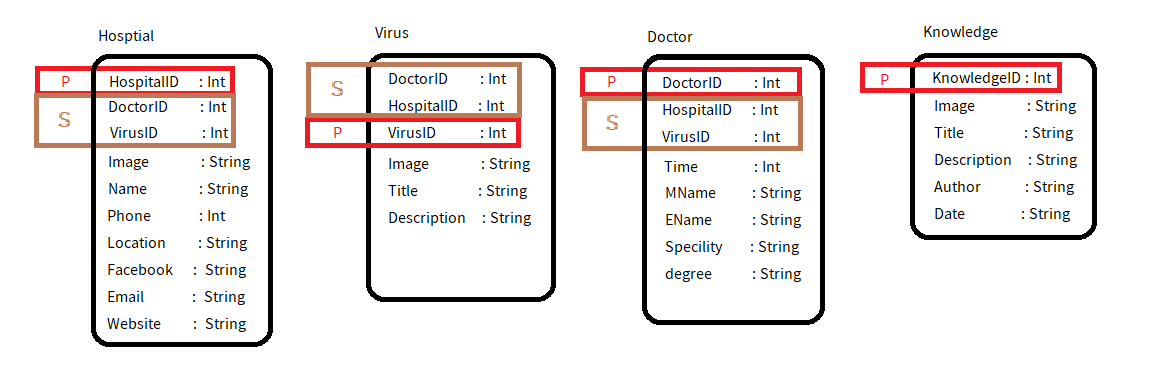 Hosptial
P HospitalID : Int
S
DoctorID : Int
VirusID : Int
Image : String
Name : String
Phone : Int
Location : String
Facebook : String
Email : String
Website : String
Virus
S
DoctorID : Int
HospitalID : Int
P VirusID : Int
Image : String
Title : String
Description : String
Doctor
P DoctorID : Int
S
HospitalID : Int
VirusID : Int
Time : Int
MName : String
EName : String
Specility : String
degree : String
Knowledge
P KnowledgeID : Int
Image : String
Title : String
Description : String
Author : String
Date : String